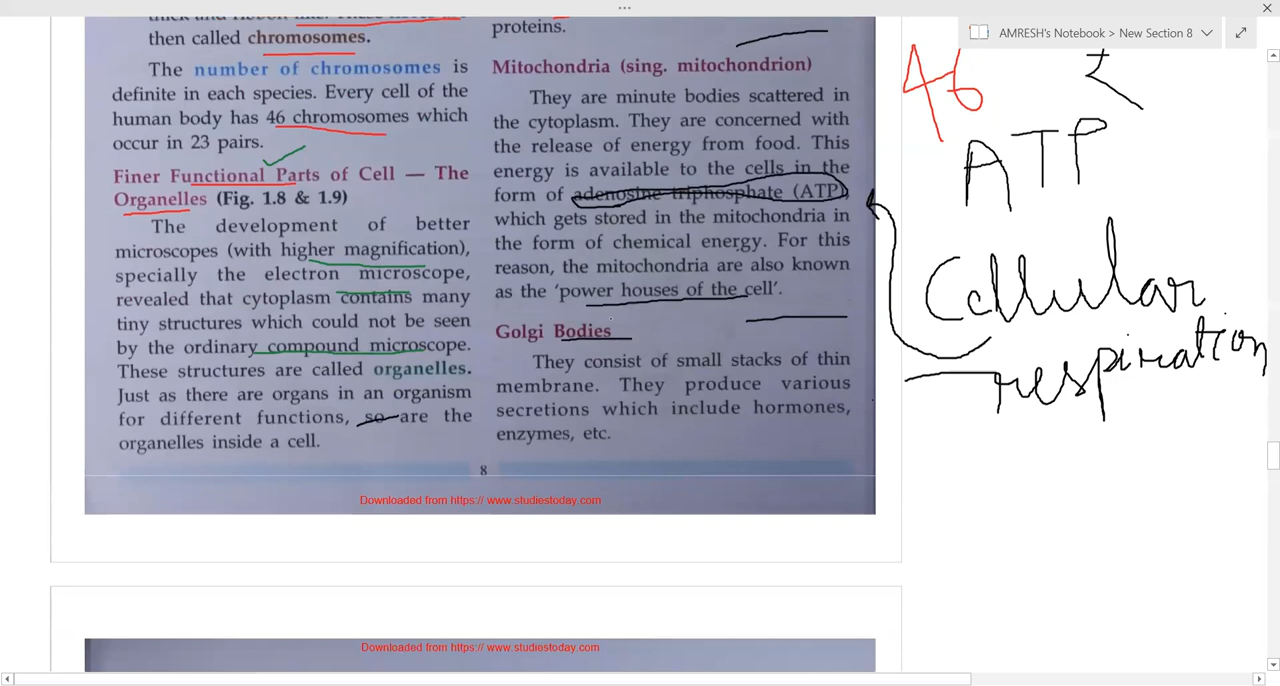 AMRESH's Notebook > New Section 8
then called chromosomes.
The number of chromosomes is
definite in each species. Every cell of the
human body has 46 chromosomes which
occur in 23 pairs.
Finer Functional Parts of Cell — The
Organelles (Fig. 1.8 & 1.9)
The development of better
microscopes (with higher magnification),
specially the electron microscope,
revealed that cytoplasm contains many
tiny structures which could not be seen
by the ordinary compound microscope.
These structures are called organelles.
Just as there are organs in an organism
for different functions, so are the
organelles inside a cell.
proteins.
Mitochondria (sing. mitochondrion)
They are minute bodies scattered in
the cytoplasm. They are concerned with
the release of energy from food. This
energy is available to the cells in the
form of adenosine triphosphate (ATP)
which gets stored in the mitochondria in
the form of chemical energy. For this
reason, the mitochondria are also known
as the ‘power houses of the cell’.
Golgi Bodies
They consist of small stacks of thin
membrane. They produce various
secretions which include hormones,
enzymes, etc.
8
Downloaded from https:// www.studiestoday.com
Downloaded from https:// www.studiestoday.com
46
ATP
Cellular
respiration